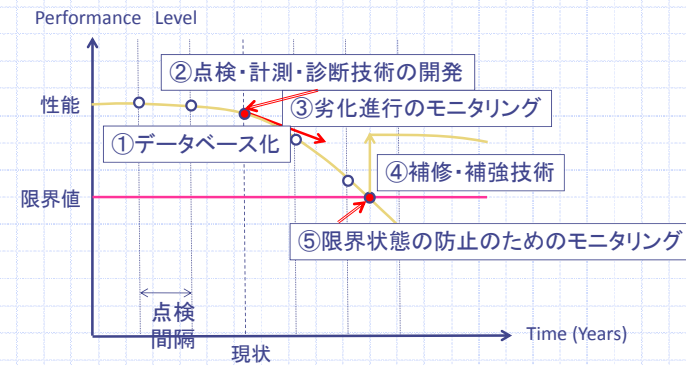 Performance Level
②点検・計測・診断技術の開発
性能
③劣化進行のモニタリング
①データベース化
④補修・補強技術
限界値
⑤限界状態の防止のためのモニタリング
点検
間隔
現状
Time (Years)